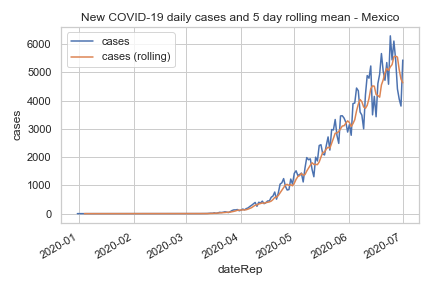 New COVID-19 daily cases and 5 day rolling mean - Mexico
cases
cases (rolling)
6000
5000
4000
3000
2000
1000
0
cases
2020-01
2020-02
2020-03
2020-04
2020-05
2020-06
2020-07
dateRep